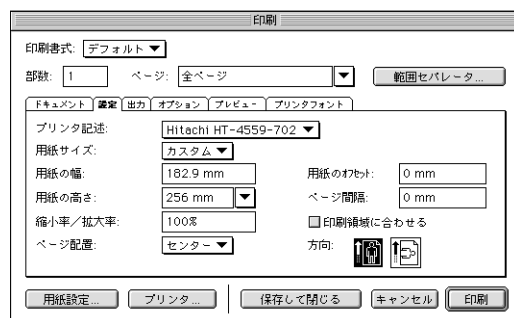 印刷
印刷書式: デフォルト
部数: 1 ページ: 全ページ 範囲セパレータ...
ドキュメント 設定 出力 オプション プレビュー プリンタフォント
プリンタ記述: Hitachi HT-4559-702
用紙サイズ: カスタム
用紙の幅: 182.9 mm 用紙のオフセット: 0 mm
用紙の高さ: 256 mm ページ間隔: 0 mm
縮小率/拡大率: 100% 印刷領域に合わせる
ページ配置: センター 方向:
用紙設定... プリンタ... 保存して閉じる キャンセル 印刷